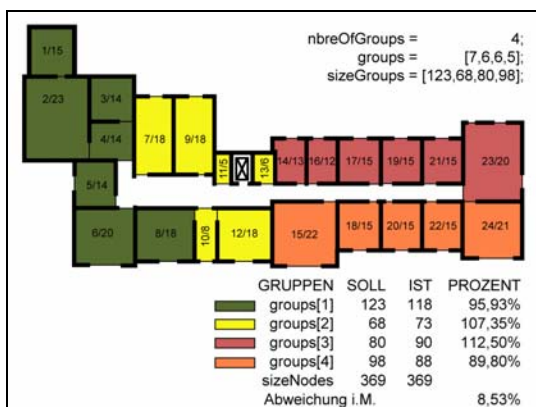 nbreOfGroups = 4;
groups = [7,6,6,5];
sizeGroups = [123,68,80,98];
1/15
2/23
3/14
4/14
7/18
9/18
11/5
13/6
14/13
16/12
17/15
19/15
21/15
23/20
5/14
6/20
8/18
10/8
12/18
15/22
18/15
20/15
22/15
24/21
GRUPPEN SOLL IST PROZENT
groups[1] 123 118 95,93%
groups[2] 68 73 107,35%
groups[3] 80 90 112,50%
groups[4] 98 88 89,80%
sizeNodes 369 369
Abweichung i.M. 8,53%